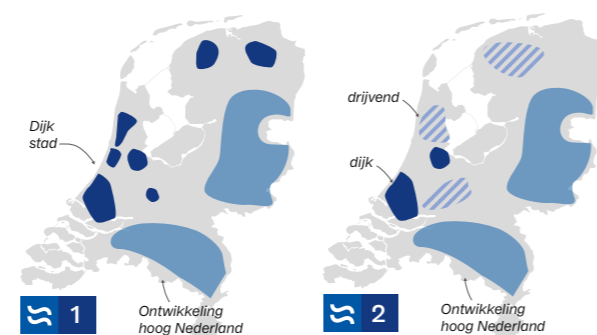 Dijk
stad
1
Ontwikkeling
hoog Nederland
drijvend
dijk
2
Ontwikkeling
hoog Nederland